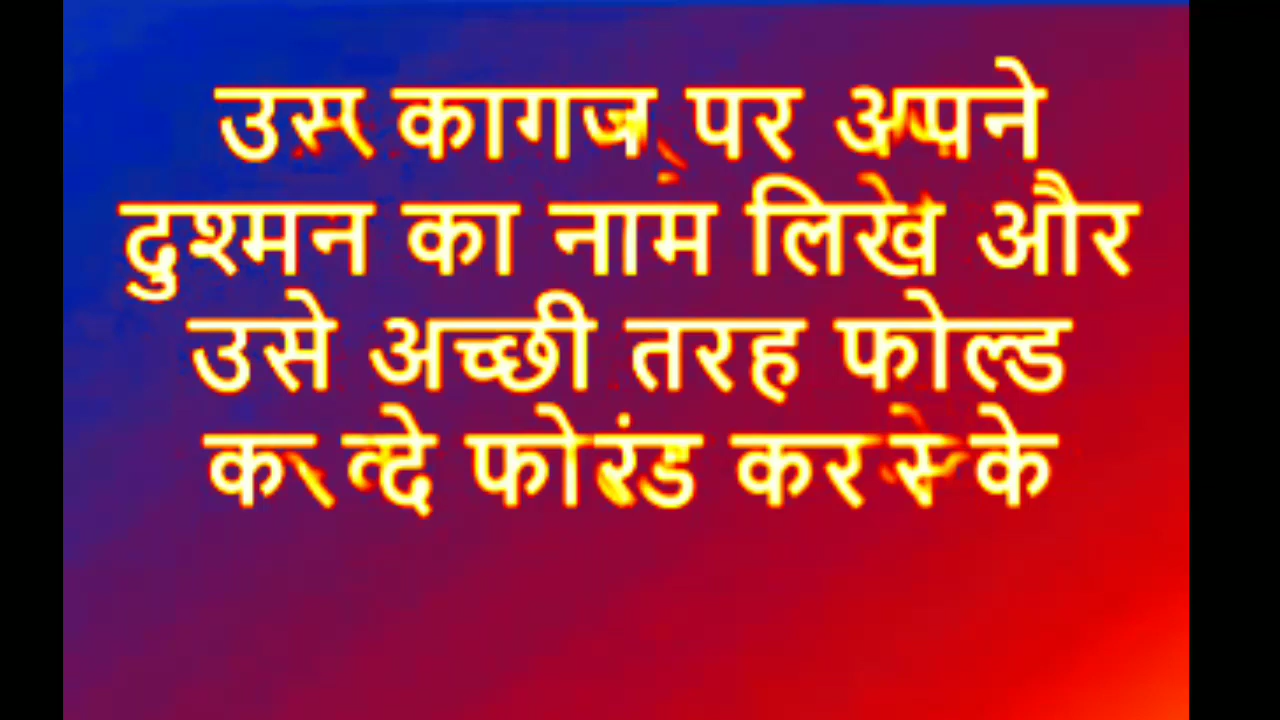 उस कागज पर अपने
दुश्मन का नाम लिखे और
उसे अच्छी तरह फोल्ड
कर दे कर के